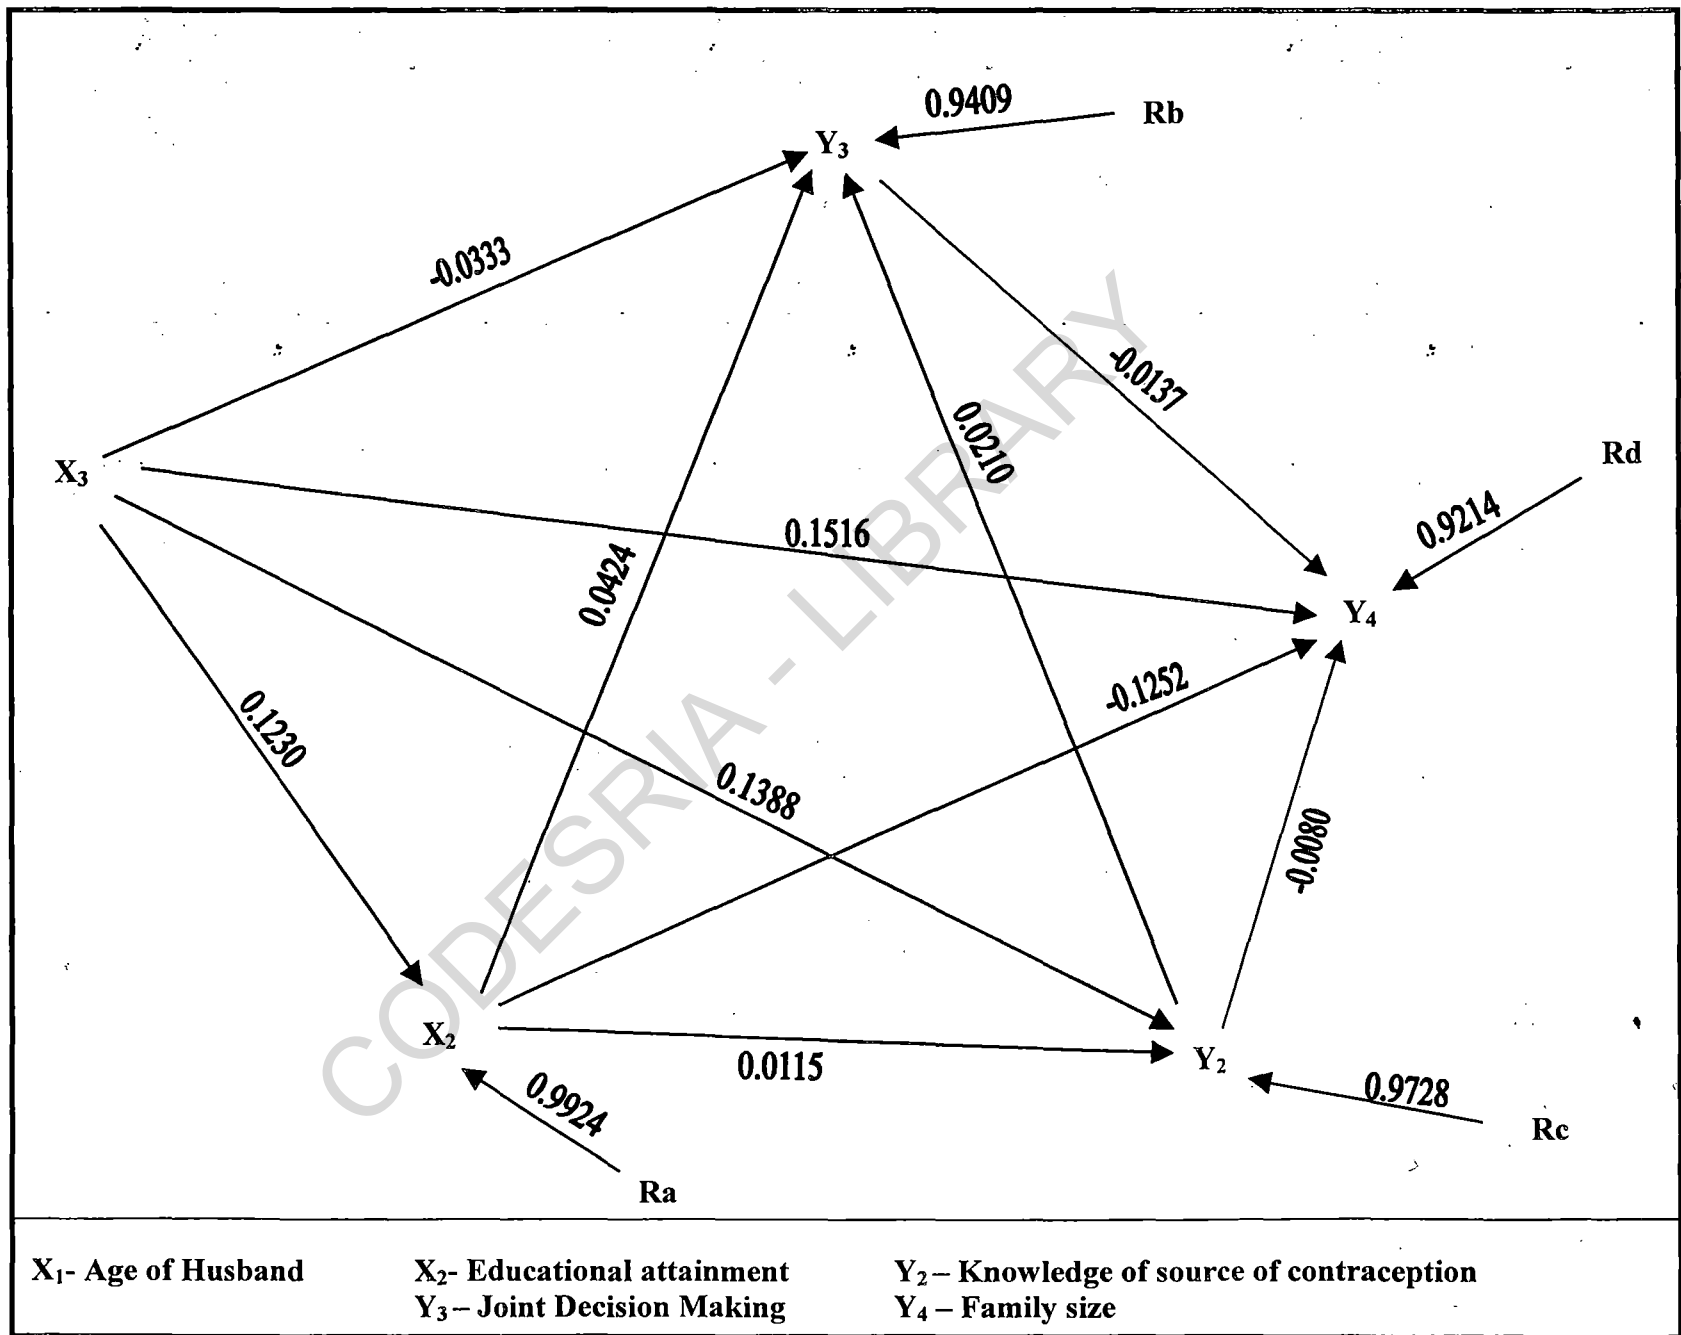 0.9409
Rb
Y₃
-0.0333
-0.0137
0.0210
X₃
Rd
0.9214
0.1516
0.0424
Y₄
-0.1252
0.1230
0.1388
-0.0080
X₂
0.0115
Y₂
0.9728
0.9924
Rc
Ra
CODESRIA - LIBRARY
X₁- Age of Husband X₂- Educational attainment Y₂– Knowledge of source of contraception
Y₃– Joint Decision Making Y₄ – Family size